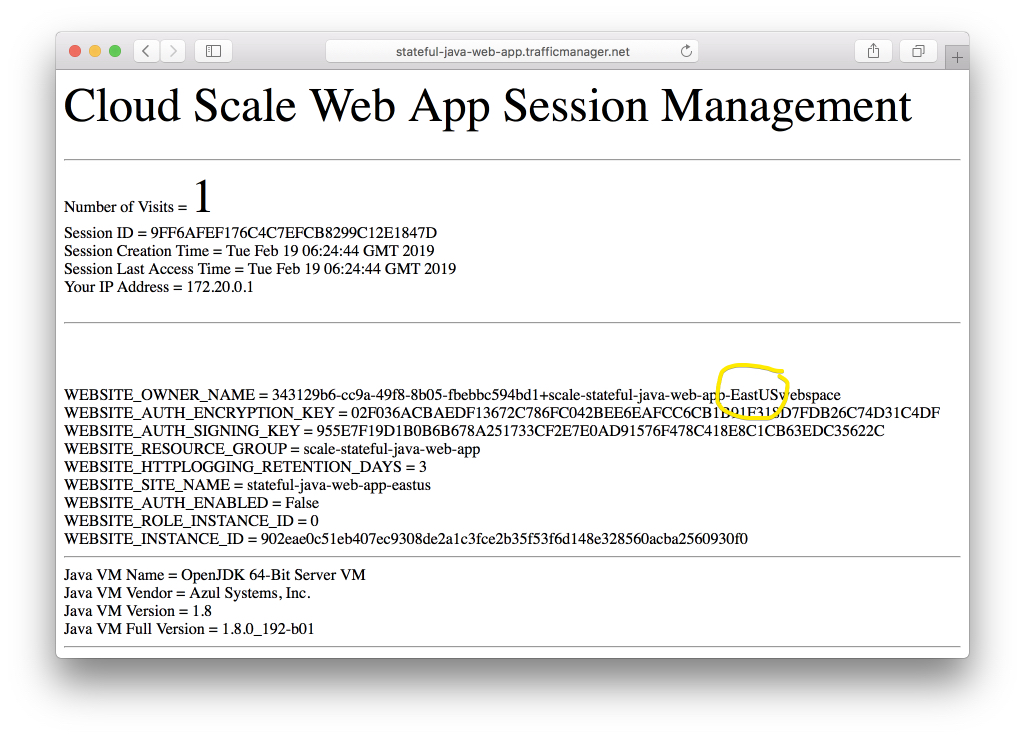 stateful-java-web-app.trafficmanager.net
Cloud Scale Web App Session Management
Number of Visits = 1
Session ID = 9FF6AFEF176C4C7EFCB8299C12E1847D
Session Creation Time = Tue Feb 19 06:24:44 GMT 2019
Session Last Access Time = Tue Feb 19 06:24:44 GMT 2019
Your IP Address = 172.20.0.1
WEBSITE_OWNER_NAME = 343129b6-cc9a-49f8-8b05-fbebbc594bd1+scale-stateful-java-web-app-EastUSwebspace
WEBSITE_AUTH_ENCRYPTION_KEY = 02F036ACBAEDF13672C786FC042BEE6EAFCC6CB1D91F319D7FDB26C74D31C4DF
WEBSITE_AUTH_SIGNING_KEY = 955E7F19D1B0B6B678A251733CF2E7E0AD91576F478C418E8C1CB63EDC35622C
WEBSITE_RESOURCE_GROUP = scale-stateful-java-web-app
WEBSITE_HTTPLOGGING_RETENTION_DAYS = 3
WEBSITE_SITE_NAME = stateful-java-web-app-eastus
WEBSITE_AUTH_ENABLED = False
WEBSITE_ROLE_INSTANCE_ID = 0
WEBSITE_INSTANCE_ID = 902eae0c51eb407ec9308de2a1c3fce2b35f53f6d148e328560acba2560930f0
Java VM Name = OpenJDK 64-Bit Server VM
Java VM Vendor = Azul Systems, Inc.
Java VM Version = 1.8
Java VM Full Version = 1.8.0_192-b01